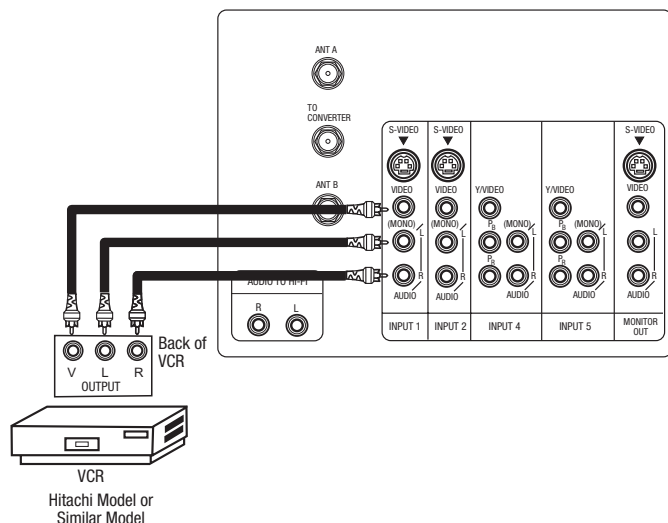 ANT A
TO
CONVERTER
ANT B
AUDIO TO HI-FI
R L
S-VIDEO
VIDEO
(MONO)
L
R
AUDIO
INPUT 1
S-VIDEO
VIDEO
(MONO)
L
R
AUDIO
INPUT 2
Y/VIDEO
PB (MONO)
L
PB
R
AUDIO
INPUT 4
Y/VIDEO
PB (MONO)
L
PB
R
AUDIO
INPUT 5
S-VIDEO
VIDEO
L
R
AUDIO
MONITOR
OUT
Back of
VCR
V L R
OUTPUT
VCR
Hitachi Model or
Similar Model